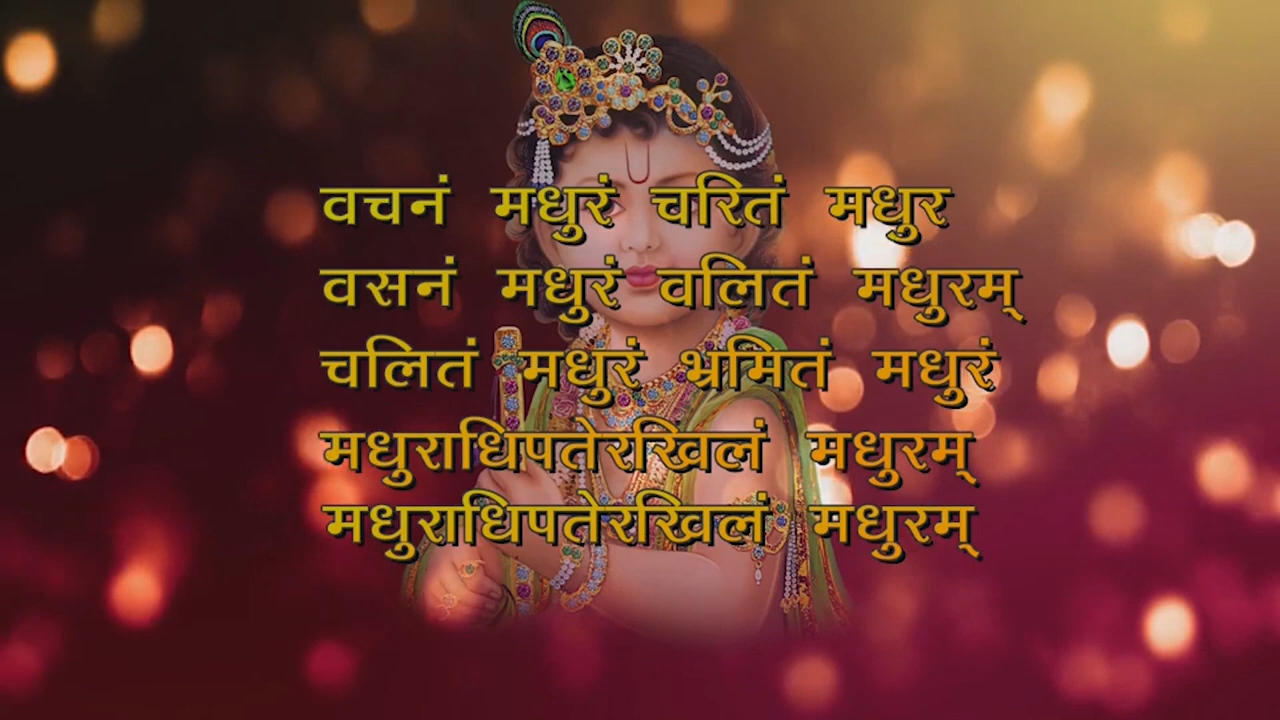 वचनं मधुरं चरितं मधुर
वसनं मधुरं वलितं मधुरम्
चलितं मधुरं भ्रमितं मधुरं
मधुराधिपतेरखिलं मधुरम्
मधुराधिपतेरखिलं मधुरम्